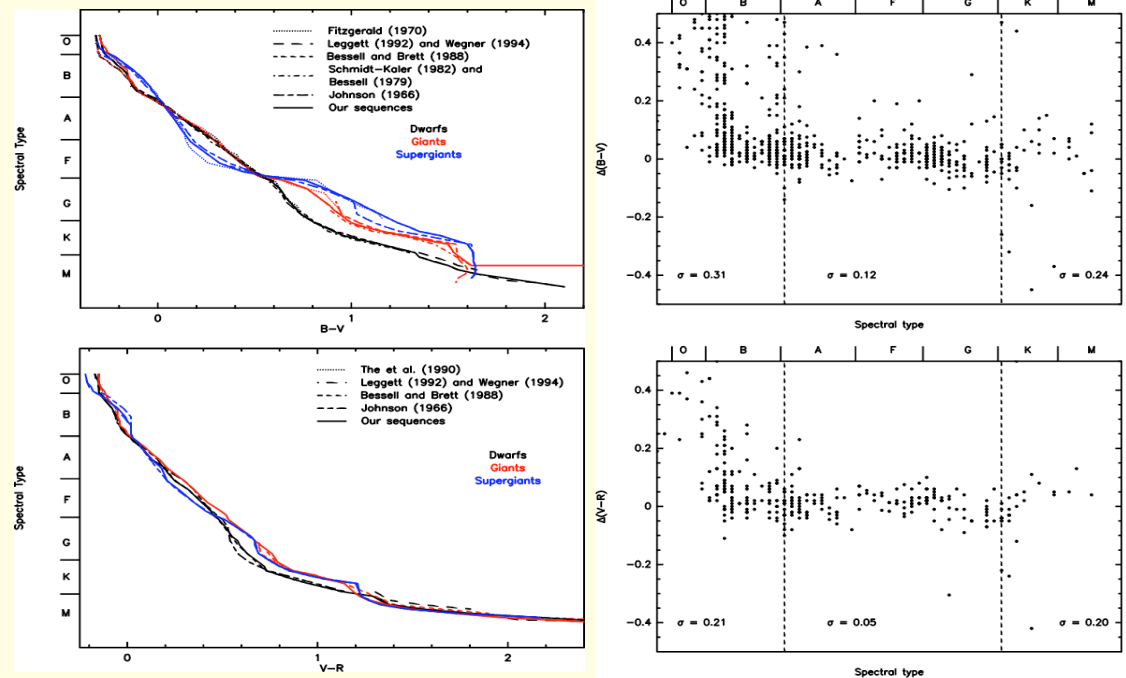 Fitzgerald (1970)
Leggett (1992) and Wegner (1994)
Bessell and Brett (1988)
Schmidt-Kaler (1982) and
Bessell (1979)
Johnson (1966)
Our sequences
Dwarfs
Giants
Supergiants
Spectral Type
O
B
A
F
G
K
M
0 1 2
B-V
The et al. (1990)
Leggett (1992) and Wegner (1994)
Bessell and Brett (1988)
Johnson (1966)
Our sequences
Dwarfs
Giants
Supergiants
Spectral Type
O
B
A
F
G
K
M
0 1 2
V-R
O B A F G K M
0.4
0.2
0
-0.2
-0.4
Δ(B-V)
σ = 0.31 σ = 0.12 σ = 0.24
Spectral type
O B A F G K M
0.4
0.2
0
-0.2
-0.4
Δ(V-R)
σ = 0.21 σ = 0.05 σ = 0.20
Spectral type